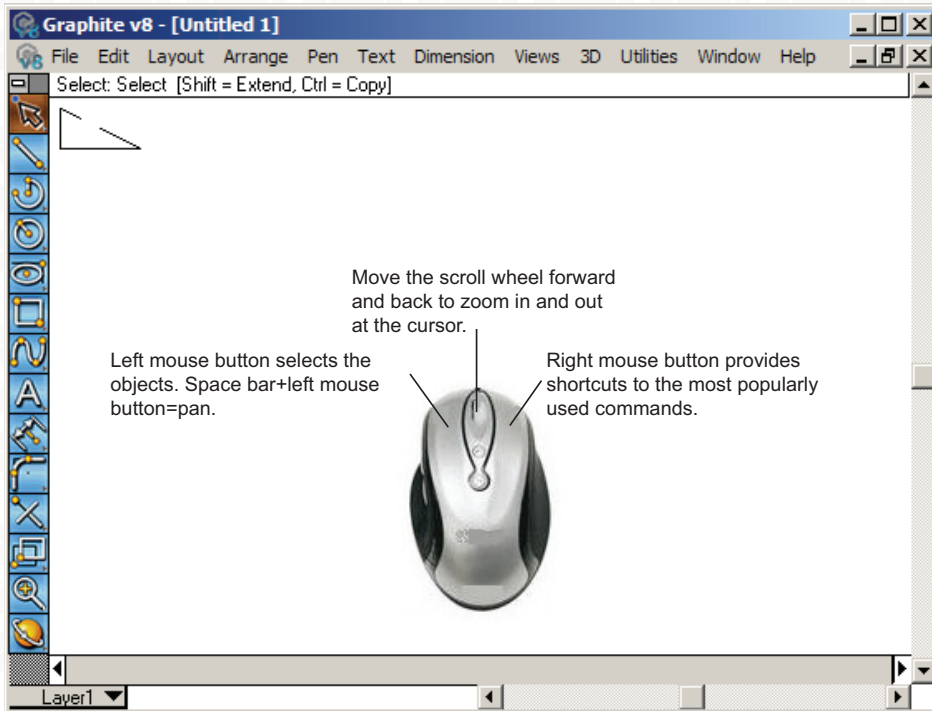 Graphite v8 - [Untitled 1]
File Edit Layout Arrange Pen Text Dimension Views 3D Utilities Window Help
Select: Select [Shift = Extend, Ctrl = Copy]
Move the scroll wheel forward
and back to zoom in and out
at the cursor.
Left mouse button selects the
objects. Space bar+left mouse
button=pan.
Right mouse button provides
shortcuts to the most popularly
used commands.
Layer1